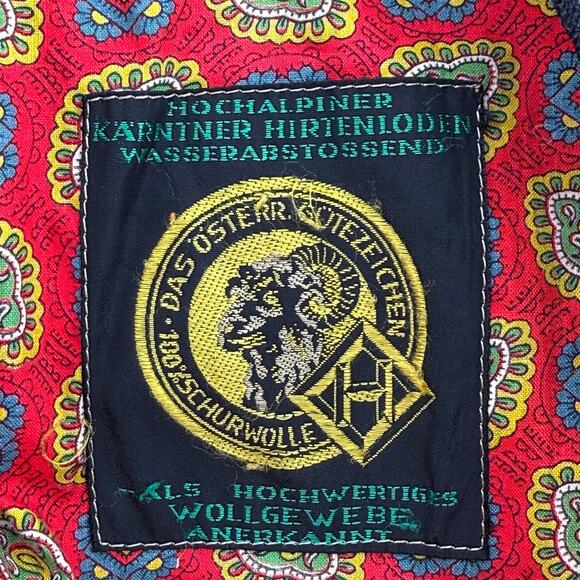 HOCHALPINER
KÄRNTNER HIRTENLODEN
WASSERABSTOSSEND
DAS ÖSTERR. GÜTEZEICHEN
100% SCHURWOLLE
H
ALS HOCHWERTIGES
WOLLGEWEBE
ANERKANNT